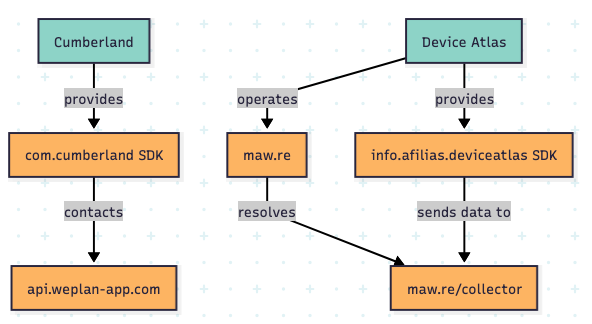 Cumberland
Device Atlas
provides
operates
provides
com.cumberland SDK
maw.re
info.afilias.deviceatlas SDK
contacts
resolves
sends data to
api.weplan-app.com
maw.re/collector